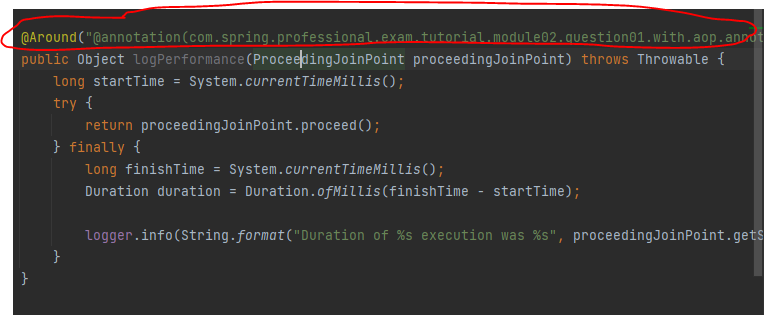 @Around("@annotation(com.spring.professional.exam.tutorial.module02.question01.with.aop.annot
public Object logPerformance(ProceedingJoinPoint proceedingJoinPoint) throws Throwable {
long startTime = System.currentTimeMillis();
try {
return proceedingJoinPoint.proceed();
} finally {
long finishTime = System.currentTimeMillis();
Duration duration = Duration.ofMillis(finishTime - startTime);
logger.info(String.format("Duration of %s execution was %s", proceedingJoinPoint.getS
}
}